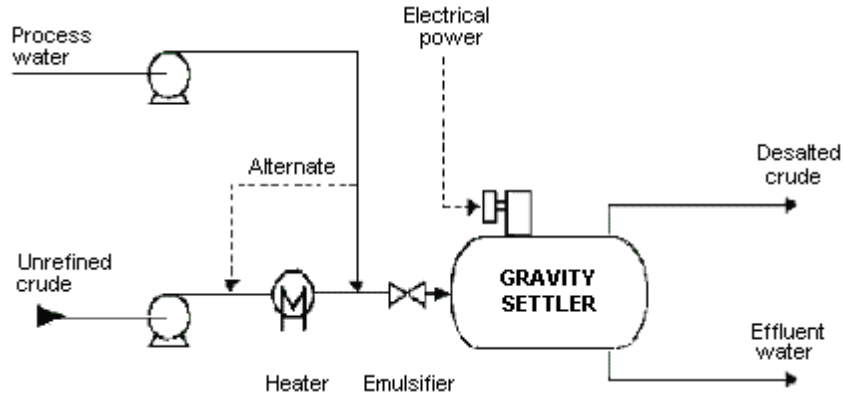 Electrical
power
Process
water
Alternate
Desalted
crude
Unrefined
crude
GRAVITY
SETTLER
Effluent
water
Heater
Emulsifier